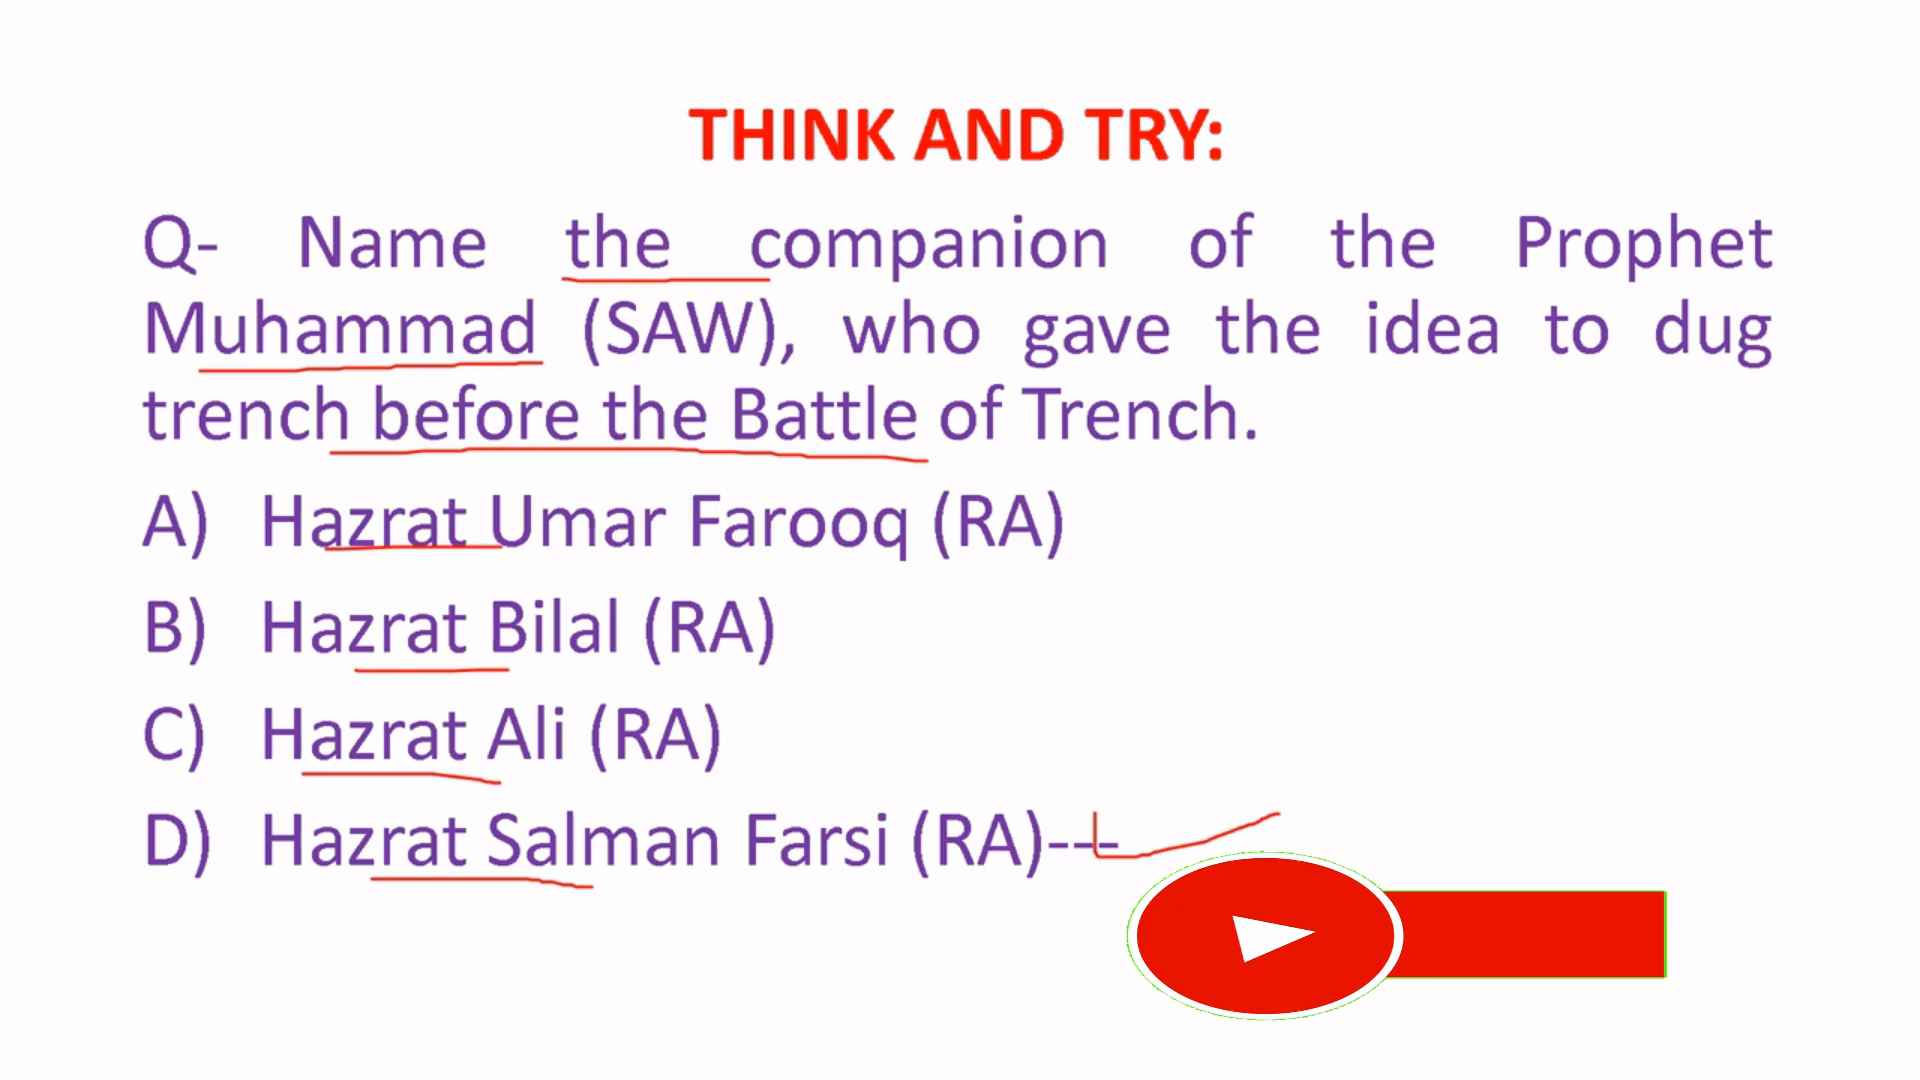 THINK AND TRY:
Q- Name the companion of the Prophet
Muhammad (SAW), who gave the idea to dug
trench before the Battle of Trench.
A) Hazrat Umar Farooq (RA)
B) Hazrat Bilal (RA)
C) Hazrat Ali (RA)
D) Hazrat Salman Farsi (RA)---